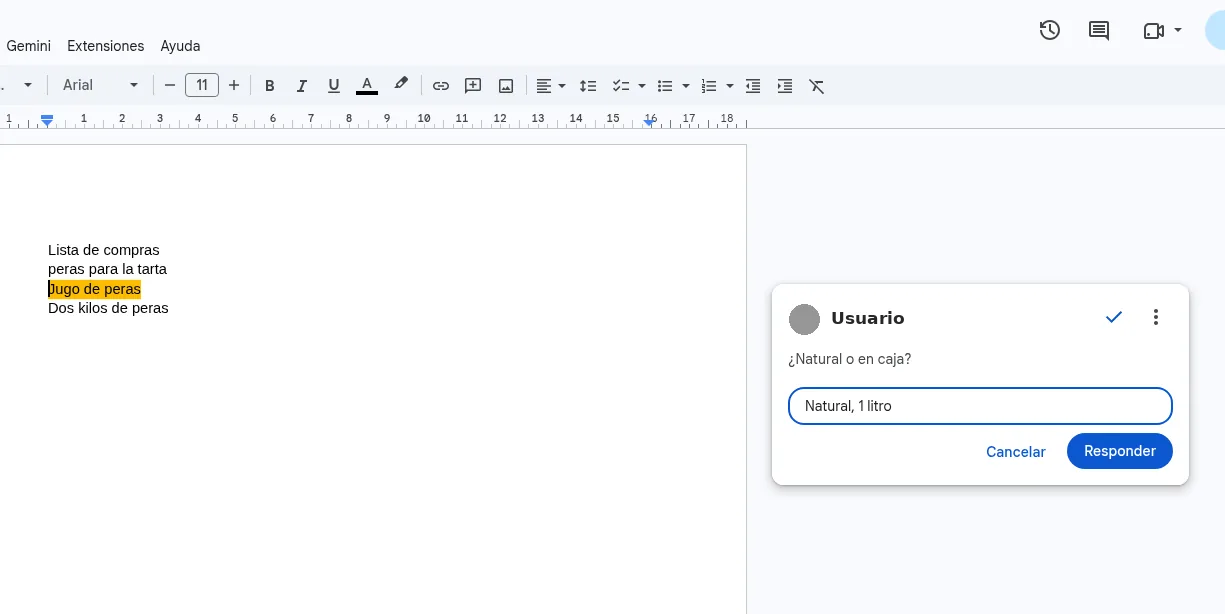 Gemini Extensiones Ayuda
Arial 11 B I U A
1 1 2 3 4 5 6 7 8 9 10 11 12 13 14 15 16 17 18
Lista de compras
peras para la tarta
Jugo de peras
Dos kilos de peras
Usuario
¿Natural o en caja?
Natural, 1 litro
Cancelar Responder